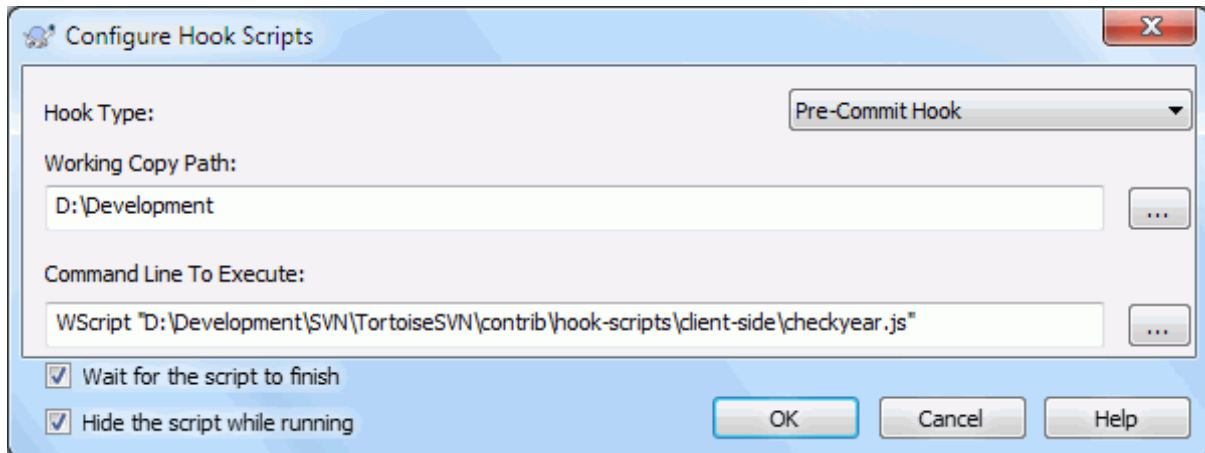 Configure Hook Scripts
Hook Type:
Pre-Commit Hook
Working Copy Path:
D:\Development
...
Command Line To Execute:
WScript "D:\Development\SVN\TortoiseSVN\contrib\hook-scripts\client-side\checkyear.js"
...
Wait for the script to finish
Hide the script while running
OK
Cancel
Help